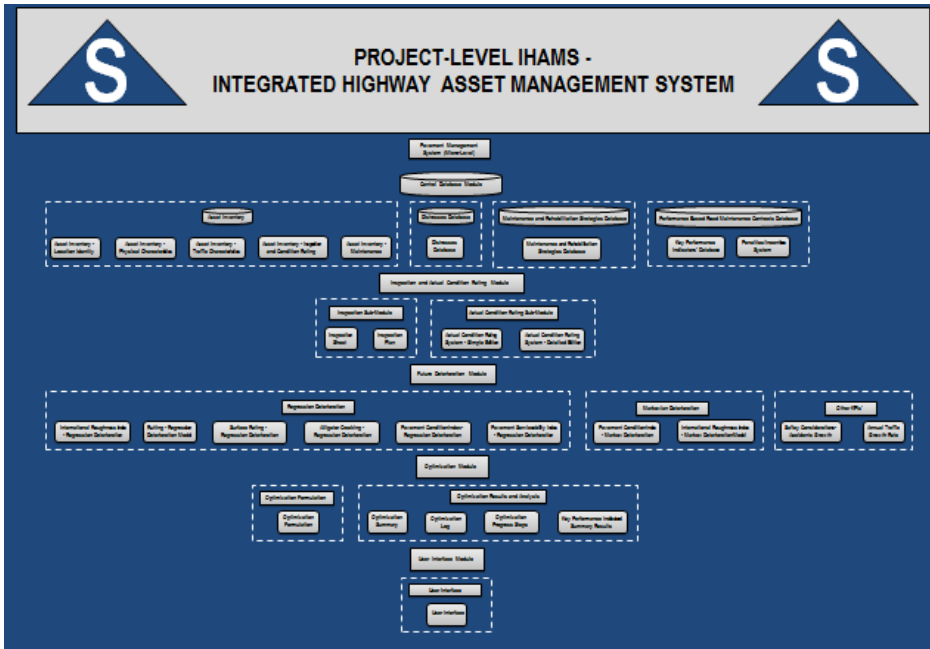 S
PROJECT-LEVEL IHAMS -
INTEGRATED HIGHWAY ASSET MANAGEMENT SYSTEM
S
Pavement Management
System (Micro-Level)
Central Database Module
Asset Inventory
Distresses Database
Maintenance and Rehabilitation Strategies Database
Performance Based Road Maintenance Contracts Database
Asset Inventory -
Location Identity
Asset Inventory -
Physical Characteristics
Asset Inventory -
Traffic Characteristics
Asset Inventory - Inspection
and Condition Rating
Asset Inventory -
Maintenance
Distresses
Database
Maintenance and Rehabilitation
Strategies Database
Key Performance
Indicators' Database
Penalties/Incentive
System
Inspection and Actual Condition Rating Module
Inspection Sub-Module
Actual Condition Rating Sub-Module
Inspection
Sheet
Inspection
Plan
Actual Condition Rating
System - Simple Editor
Actual Condition Rating
System - Detailed Editor
Future Deterioration Module
Regression Deterioration
Markovian Deterioration
Other KPIs'
International Roughness Index
- Regression Deterioration
Rutting - Regression
Deterioration Model
Surface Rating -
Regression Deterioration
Alligator Cracking -
Regression Deterioration
Pavement Condition Index-
Regression Deterioration
Pavement Serviceability Index
- Regression Deterioration
Pavement Condition Index
- Markov Deterioration
International Roughness Index
- Markov Deterioration Model
Safety Considerations-
Accidents Growth
Annual Traffic
Growth Rate
Optimization Module
Optimization Formulation
Optimization Results and Analysis
Optimization
Formulation
Optimization
Summary
Optimization
Log
Optimization
Progress Steps
Key Performance Indicated
Summary Results
User Interface Module
User Interface
User Interface